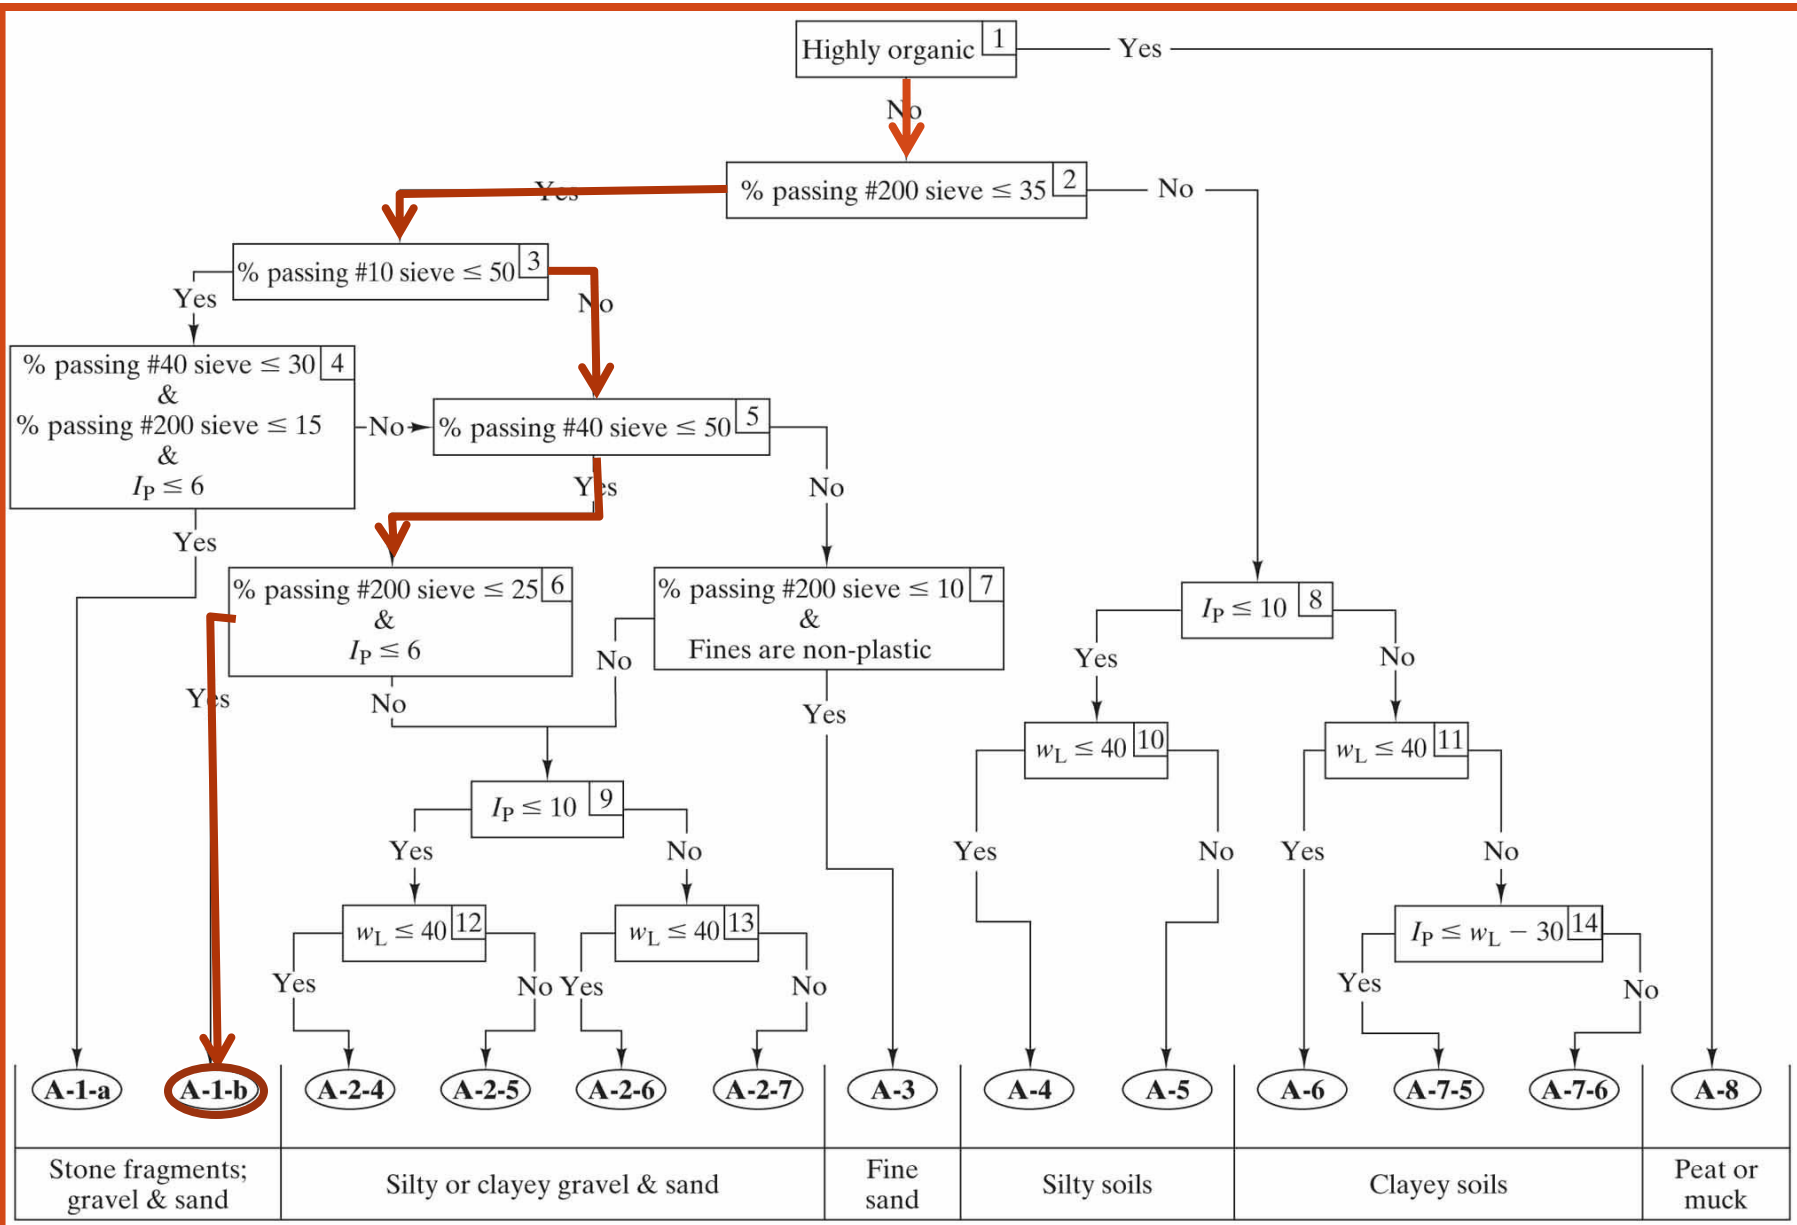 Highly organic 1
Yes
No
% passing #200 sieve ≤ 35 2
Yes
No
% passing #10 sieve ≤ 50 3
Yes
No
% passing #40 sieve ≤ 30 4
&
% passing #200 sieve ≤ 15
&
IP ≤ 6
No
% passing #40 sieve ≤ 50 5
Yes
No
Yes
% passing #200 sieve ≤ 25 6
&
IP ≤ 6
% passing #200 sieve ≤ 10 7
&
Fines are non-plastic
IP ≤ 10 8
Yes
No
No
Yes
No
Yes
wL ≤ 40 10
wL ≤ 40 11
IP ≤ 10 9
Yes
No
Yes
No
Yes
No
wL ≤ 40 12
wL ≤ 40 13
IP ≤ wL − 30 14
Yes
No
Yes
No
Yes
No
A-1-a
A-1-b
A-2-4
A-2-5
A-2-6
A-2-7
A-3
A-4
A-5
A-6
A-7-5
A-7-6
A-8
Stone fragments;
gravel & sand
Silty or clayey gravel & sand
Fine
sand
Silty soils
Clayey soils
Peat or
muck